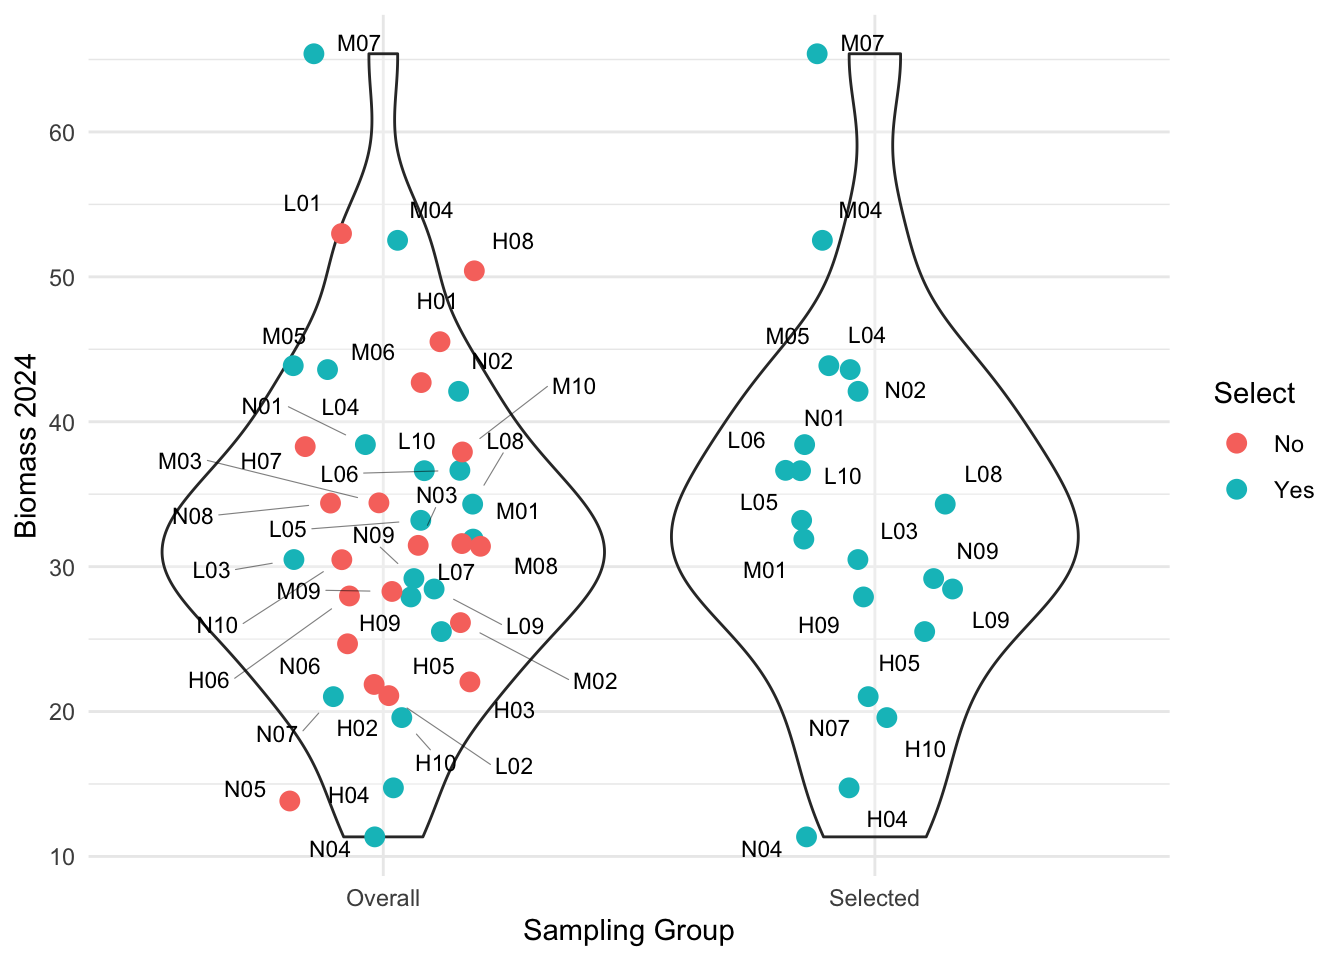 M07
M07
L01
M04
M04
H08
60
50
H01
M05
M06
N02
M05
L04
M10
N02
40
N01
L04
N01
L10
L08
L06
M03
H07
L06
L10
L08
N03
L05
N08
M01
L05
N09
L03
N09
30
L03
L07
M08
M01
M09
N10
H09
L09
H09
L09
N06
H05
H05
H06
M02
20
H03
N07
H02
N07
H10
H10
L02
N05
H04
H04
N04
N04
10
Overall
Selected
Sampling Group
Biomass 2024
Select
No
Yes